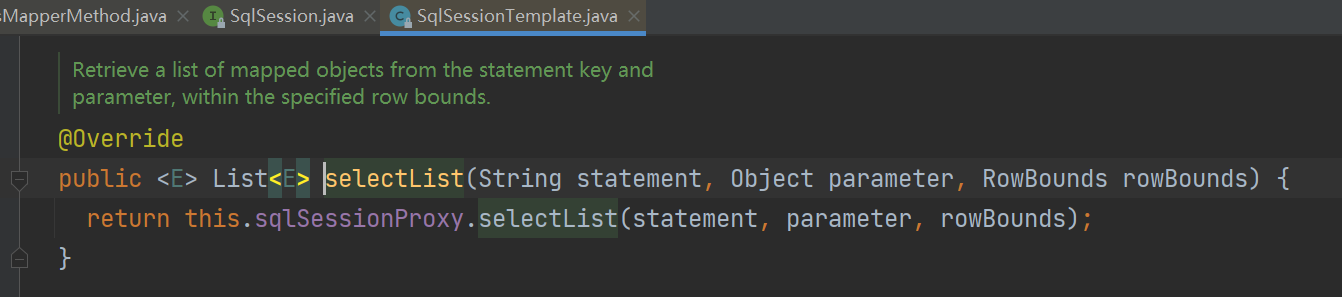 sMapperMethod.java × I SqlSession.java × C SqlSessionTemplate.java ×
Retrieve a list of mapped objects from the statement key and
parameter, within the specified row bounds.
@Override
public <E> List<E> selectList(String statement, Object parameter, RowBounds rowBounds) {
return this.sqlSessionProxy.selectList(statement, parameter, rowBounds);
}